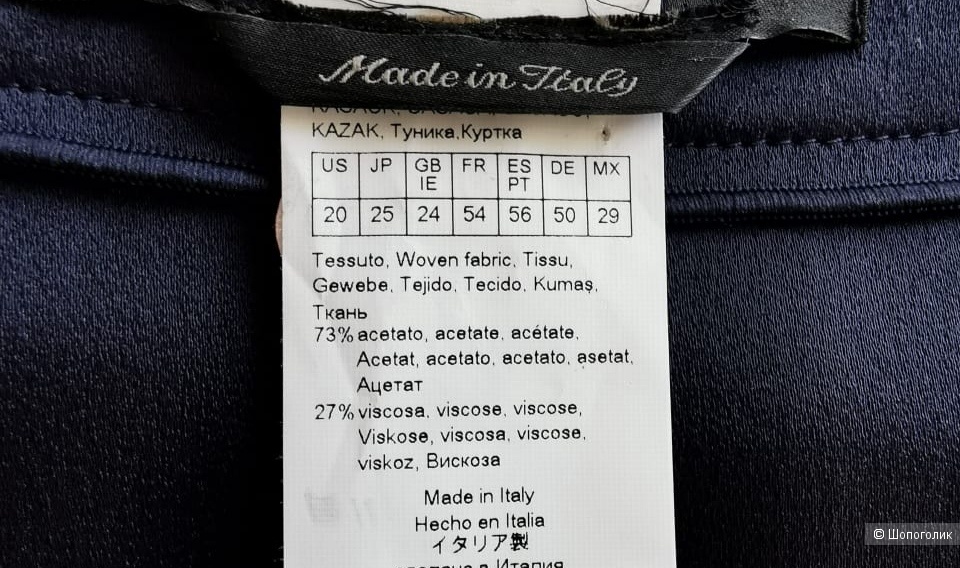 Made in Italy
KAZAK, Туника,Куртка
US JP GB IE FR ES PT DE MX
20 25 24 54 56 50 29
Tessuto, Woven fabric, Tissu,
Gewebe, Tejido, Tecido, Kumaş,
Ткань
73% acetato, acetate, acétate,
Acetat, acetato, acetato, asetat,
Ацетат
27% viscosa, viscose, viscose,
Viskose, viscosa, viscose,
viskoz, Вискоза
Made in Italy
Hecho en Italia
イタリア製
в Италия
© Шопоголик